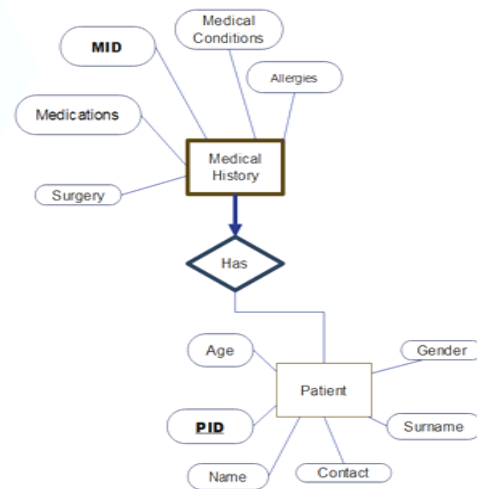 Medical
Conditions
MID
Allergies
Medications
Medical
History
Surgery
Has
Age
Gender
Patient
PID
Surname
Name
Contact